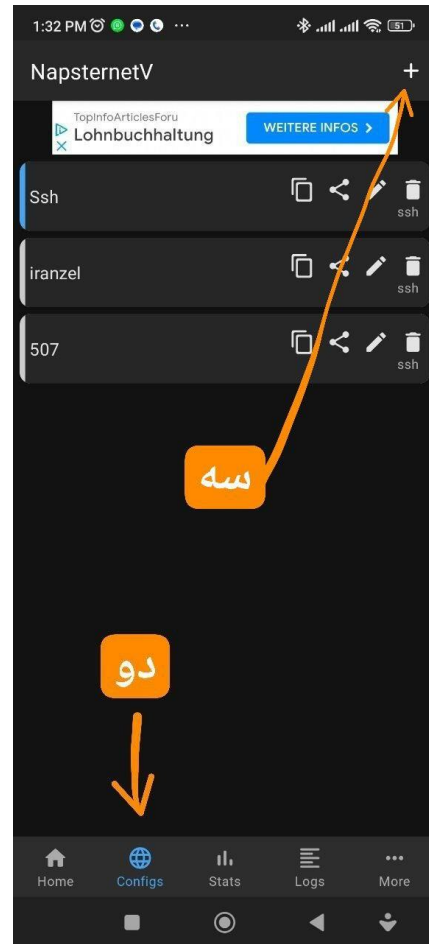 1:32 PM
51
NapsternetV
+
TopInfoArticlesForu
Lohnbuchhaltung
WEITERE INFOS >
Ssh
ssh
iranzel
ssh
507
ssh
سه
دو
Home
Configs
Stats
Logs
More